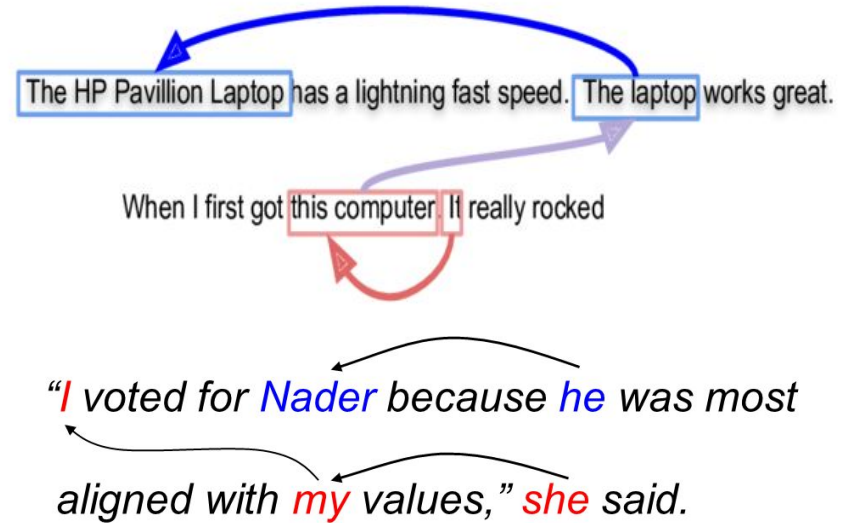 The HP Pavillion Laptop has a lightning fast speed. The laptop works great.
When I first got this computer. It really rocked
“I voted for Nader because he was most
aligned with my values,” she said.